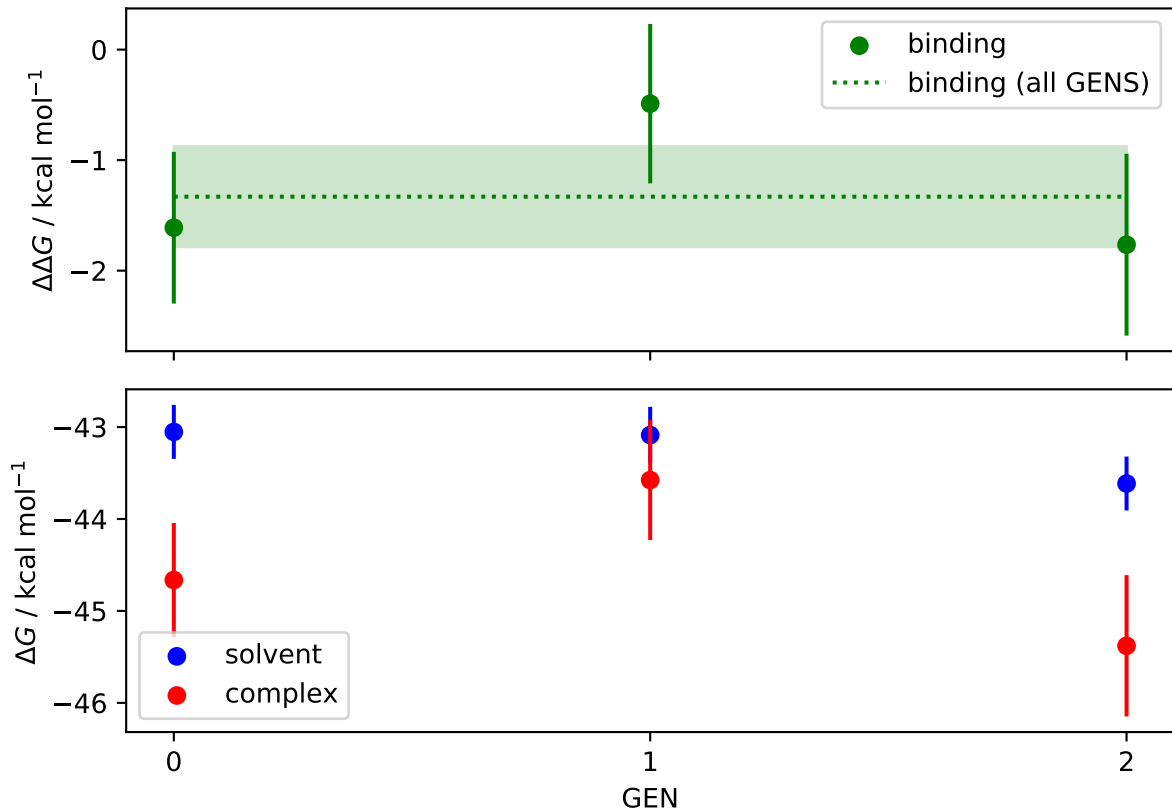 0
−1
−2
ΔΔG / kcal mol⁻¹
binding
binding (all GENS)
−43
−44
−45
−46
ΔG / kcal mol⁻¹
solvent
complex
0 1 2
GEN